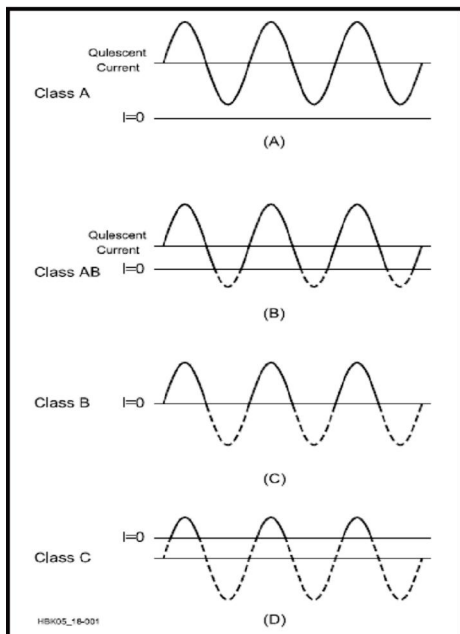 Qulescent
Current
Class A
I=0
(A)
Qulescent
Current
Class AB
I=0
(B)
Class B
I=0
(C)
I=0
Class C
HBK05_18-001
(D)